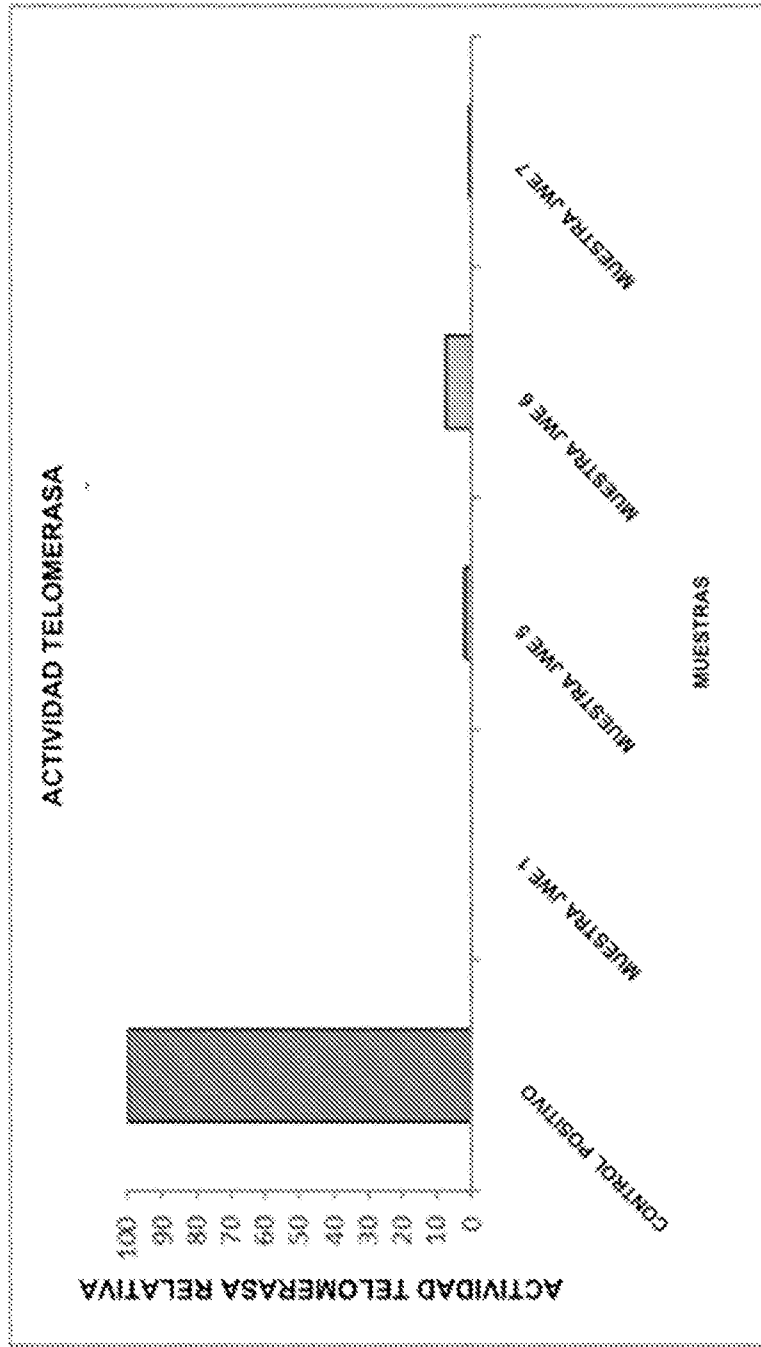 ACTIVIDAD TELOMERASA
ACTIVIDAD TELOMERASA RELATIVA
100
90
80
70
60
50
40
30
20
10
0
CONTROL POSITIVO
MUESTRA JWE 1
MUESTRA JWE 5
MUESTRA JWE 6
MUESTRA JWE 7
MUESTRAS